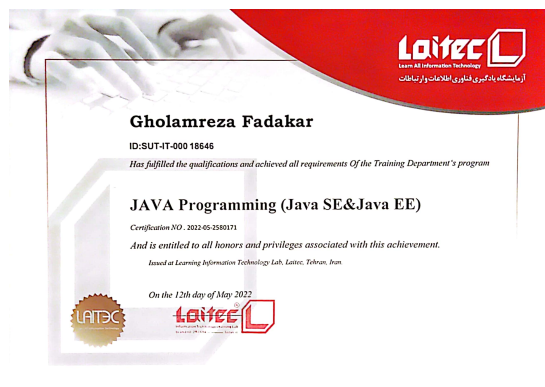 Laitec
Learn All Information Technology
آزمایشگاه یادگیری فناوری اطلاعات و ارتباطات
Gholamreza Fadakar
ID:SUT-IT-000 18646
Has fulfilled the qualifications and achieved all requirements Of the Training Department's program
JAVA Programming (Java SE&Java EE)
Certification NO . 2022-05-2580171
And is entitled to all honors and privileges associated with this achievement.
Issued at Learning Information Technology Lab, Laitec, Tehran, Iran.
On the 12th day of May 2022
LAITEC
Laitec